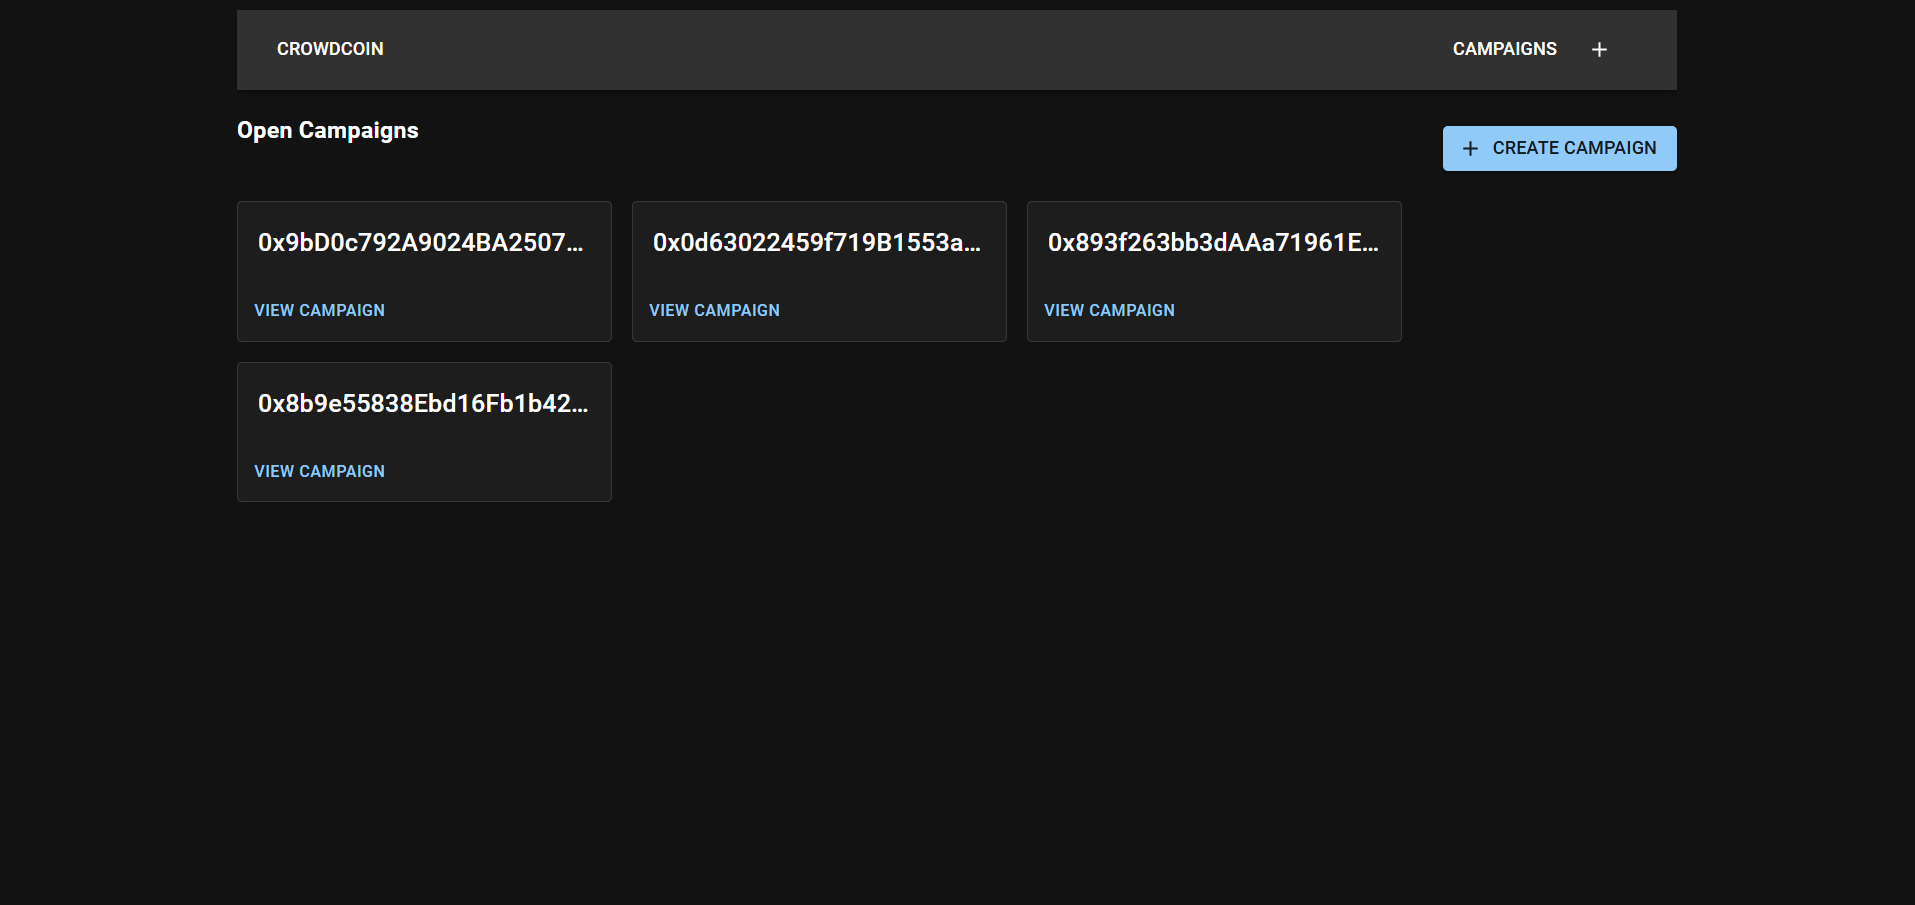 CROWDCOIN
CAMPAIGNS +
Open Campaigns
+ CREATE CAMPAIGN
0x9bD0c792A9024BA2507...
VIEW CAMPAIGN
0x0d63022459f719B1553a...
VIEW CAMPAIGN
0x893f263bb3dAAa71961E...
VIEW CAMPAIGN
0x8b9e55838Ebd16Fb1b42...
VIEW CAMPAIGN